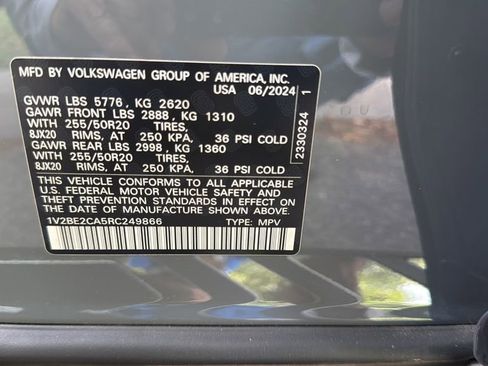 MFD BY VOLKSWAGEN GROUP OF AMERICA, INC.
USA 06/2024
GVWR LBS 5776, KG 2620
GAWR FRONT LBS 2888, KG 1310
WITH 255/50R20 TIRES,
8JX20 RIMS, AT 250 KPA, 36 PSI COLD
GAWR REAR LBS 2998, KG 1360
WITH 255/50R20 TIRES,
8JX20 RIMS, AT 250 KPA, 36 PSI COLD
THIS VEHICLE CONFORMS TO ALL APPLICABLE
U.S. FEDERAL MOTOR VEHICLE SAFETY AND
THEFT PREVENTION STANDARDS IN EFFECT ON
THE DATE OF MANUFACTURE SHOWN ABOVE.
1V2BE2CA5RC249866 TYPE: MPV
2330324 1